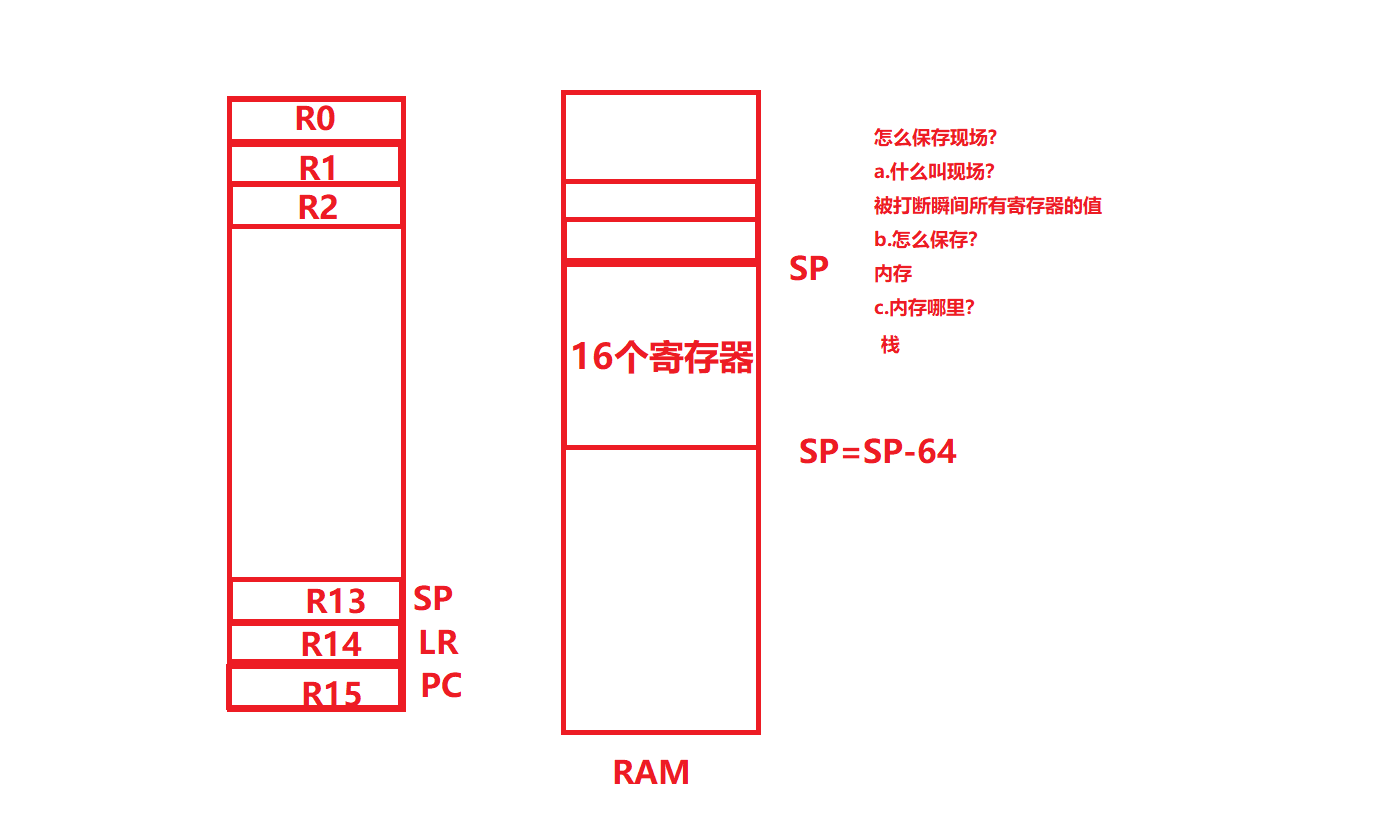 R0
R1
R2
R13
SP
R14
LR
R15
PC
16个寄存器
RAM
SP
SP=SP-64
怎么保存现场?
a.什么叫现场?
被打断瞬间所有寄存器的值
b.怎么保存?
内存
c.内存哪里?
栈